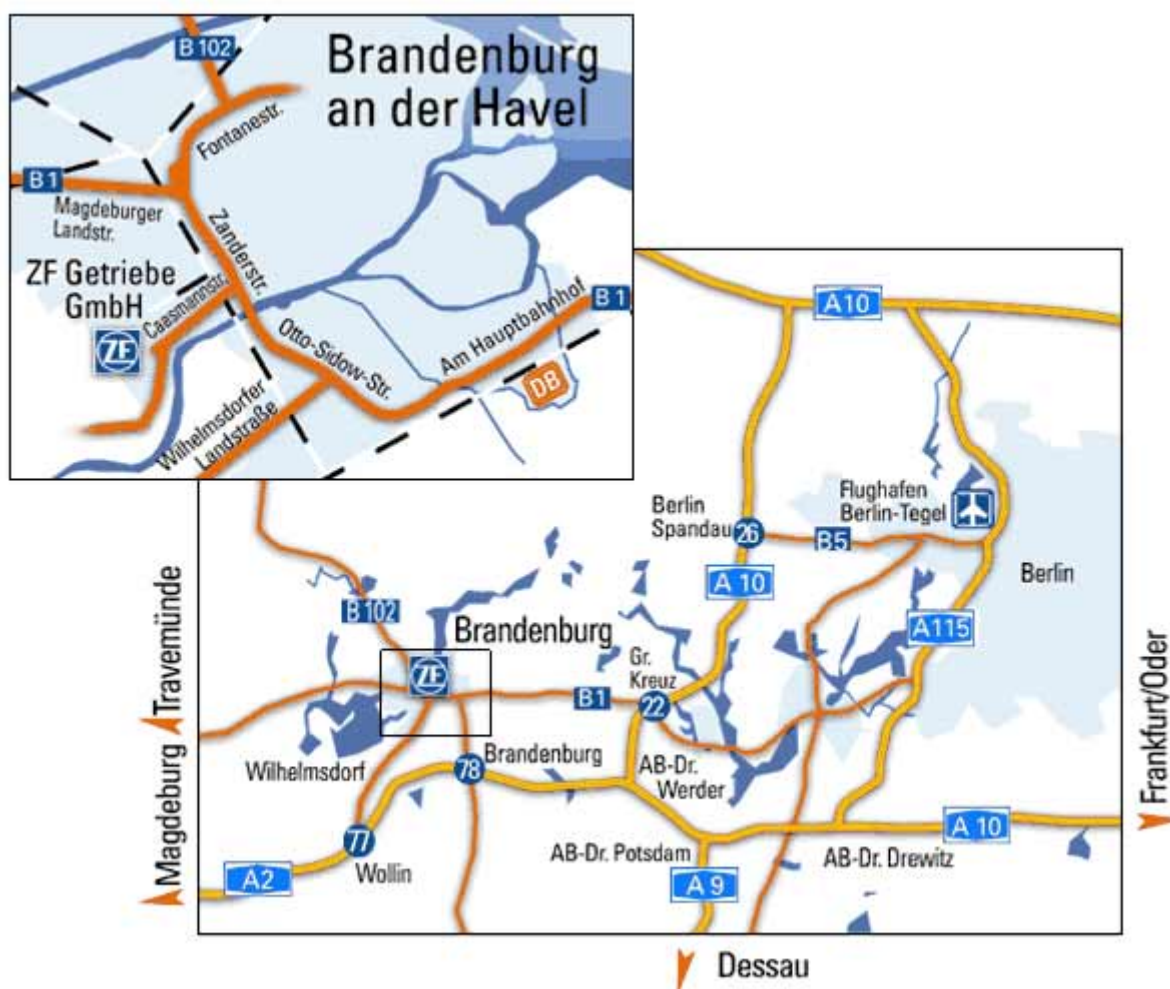 B 102
Brandenburg
an der Havel
Fontanestr.
B 1
Magdeburger
Landstr.
Zanderstr.
ZF Getriebe
GmbH
Caasmannstr.
ZF
Otto-Sidow-Str.
Am Hauptbahnhof
B 1
DB
Wilhelmsdorfer
Landstraße
A10
Berlin
Spandau
26
Flughafen
Berlin-Tegel
B5
Berlin
A 10
A115
Travemünde
B 102
Brandenburg
ZF
Gr.
Kreuz
B1
22
Wilhelmsdorf
78
Brandenburg
AB-Dr.
Werder
Magdeburg
77
Wollin
A2
AB-Dr. Potsdam
A 9
AB-Dr. Drewitz
A 10
Frankfurt/Oder
Dessau